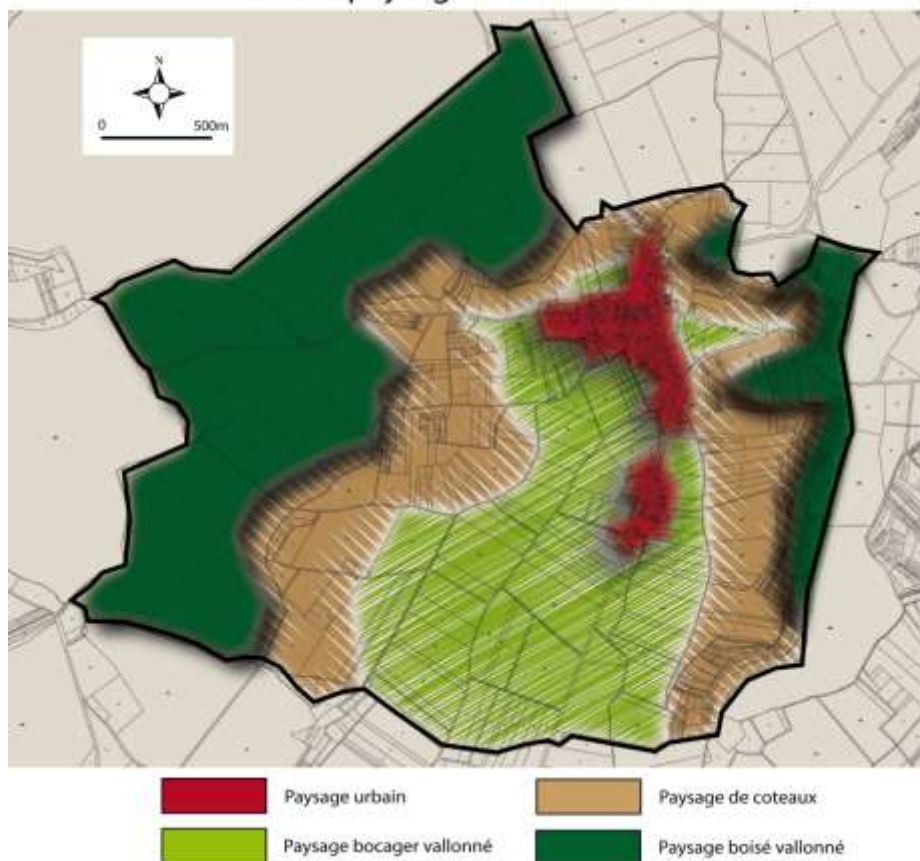 N
0 500m
Paysage urbain
Paysage de coteaux
Paysage bocager vallonné
Paysage boisé vallonné